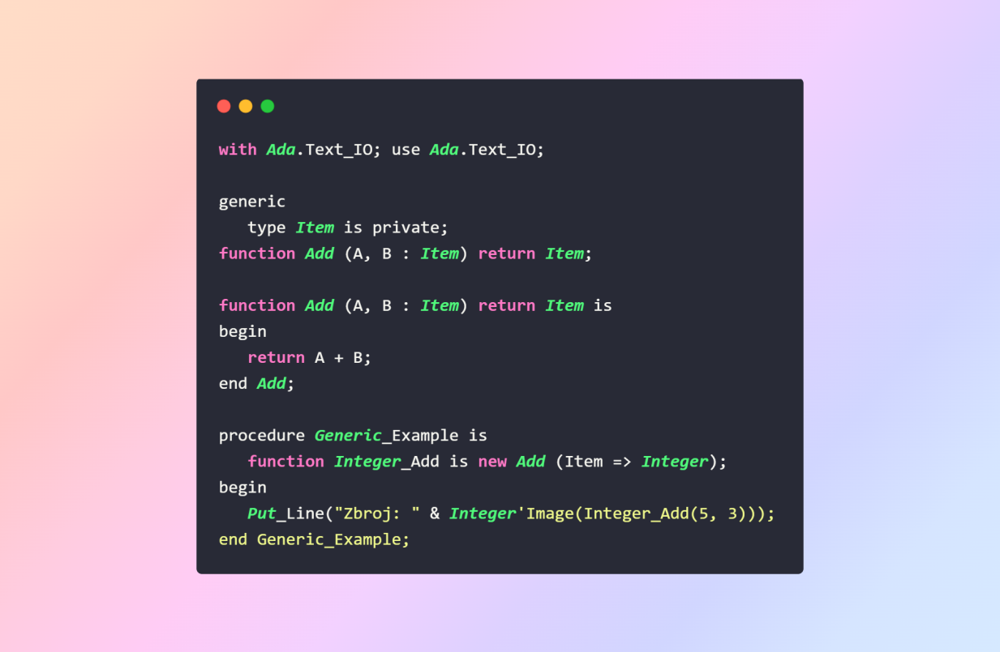 with Ada.Text_IO; use Ada.Text_IO;

generic
   type Item is private;
function Add (A, B : Item) return Item;

function Add (A, B : Item) return Item is
begin
   return A + B;
end Add;

procedure Generic_Example is
   function Integer_Add is new Add (Item => Integer);
begin
   Put_Line("Zbroj: " & Integer'Image(Integer_Add(5, 3)));
end Generic_Example;